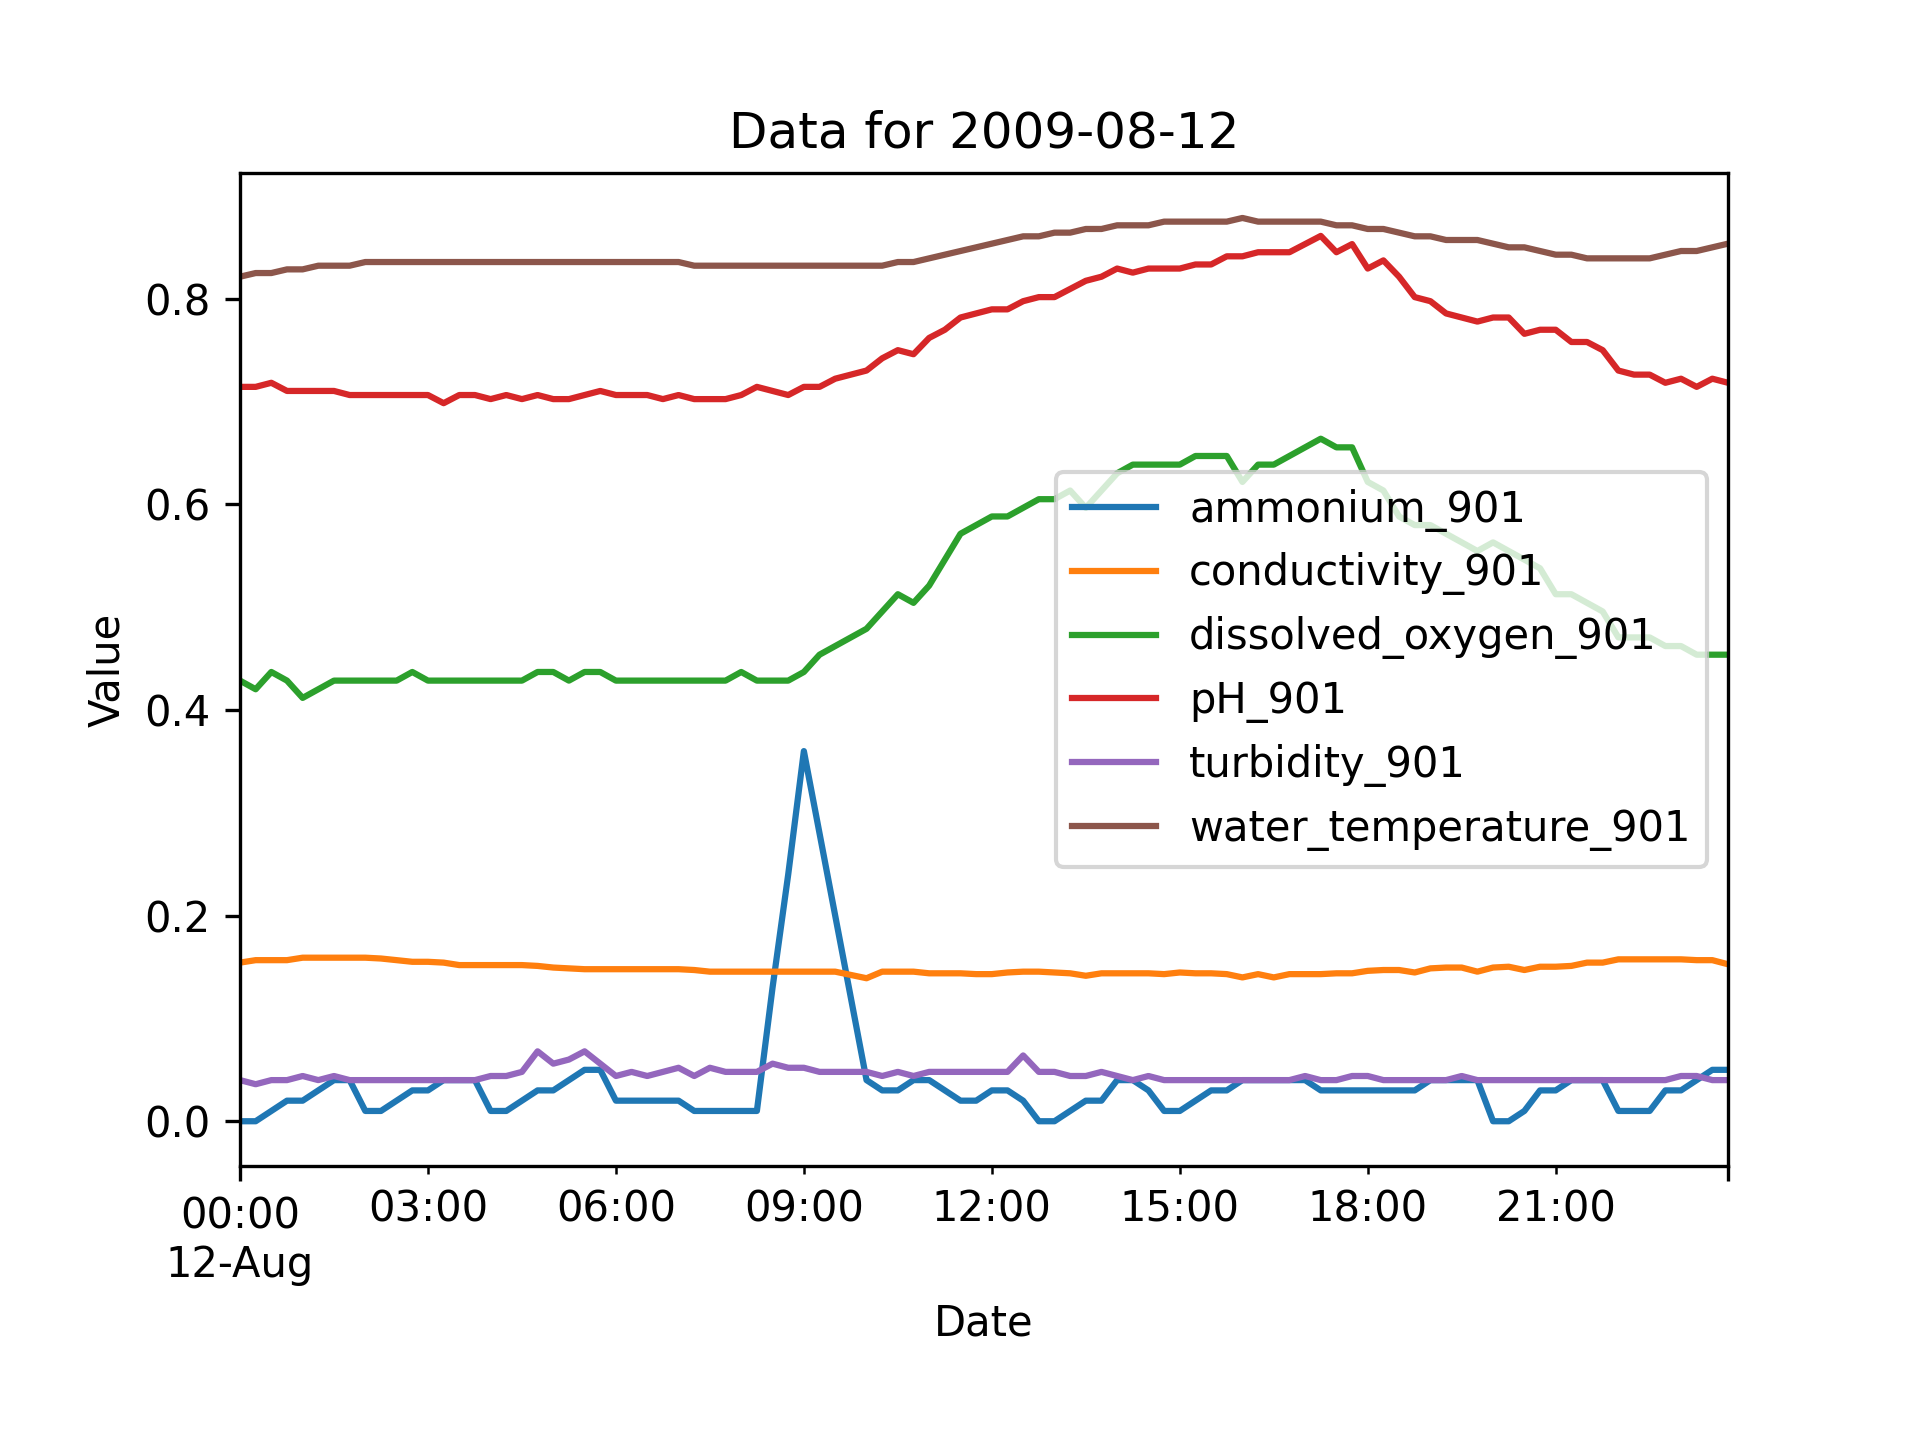 Data for 2009-08-12
Value
0.8
0.6
0.4
0.2
0.0
ammonium_901
conductivity_901
dissolved_oxygen_901
pH_901
turbidity_901
water_temperature_901
00:00 03:00 06:00 09:00 12:00 15:00 18:00 21:00
12-Aug
Date